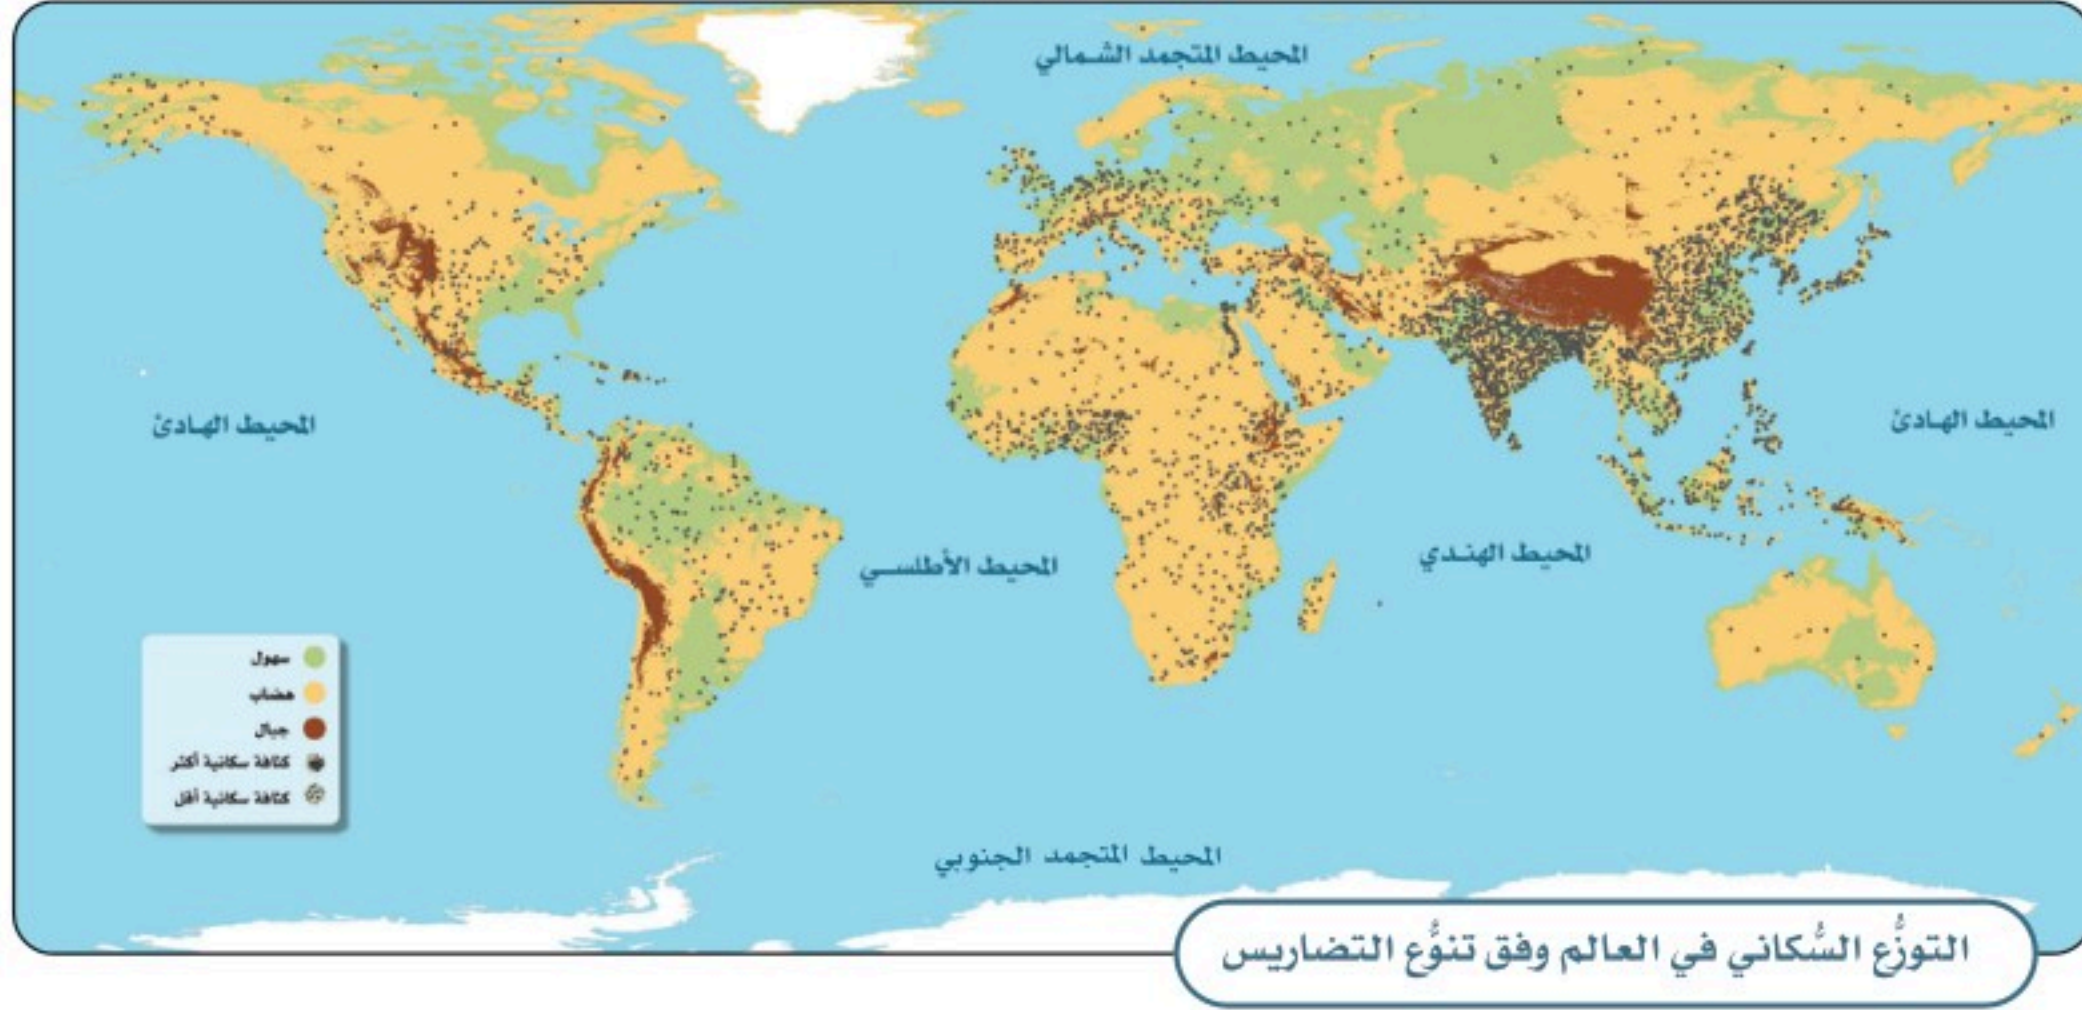 المحيط المتجمد الشمالي
المحيط الهادئ
المحيط الهادئ
المحيط الأطلسي
المحيط الهندي
سهول
هضاب
جبال
كثافة سكانية أكثر
كثافة سكانية أقل
المحيط المتجمد الجنوبي
التوزُّع السُّكاني في العالم وفق تنوُّع التضاريس